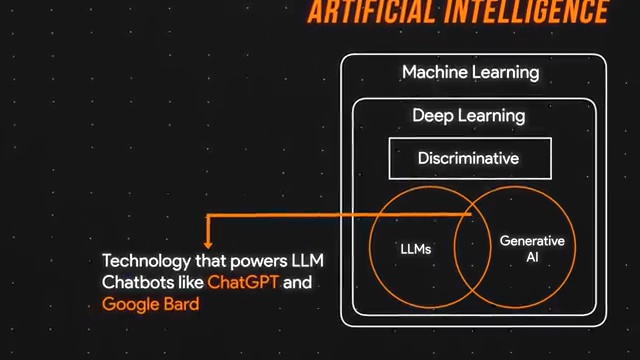 ARTIFICIAL INTELLIGENCE
Machine Learning
Deep Learning
Discriminative
LLMs
Generative
AI
Technology that powers LLM
Chatbots like ChatGPT and
Google Bard